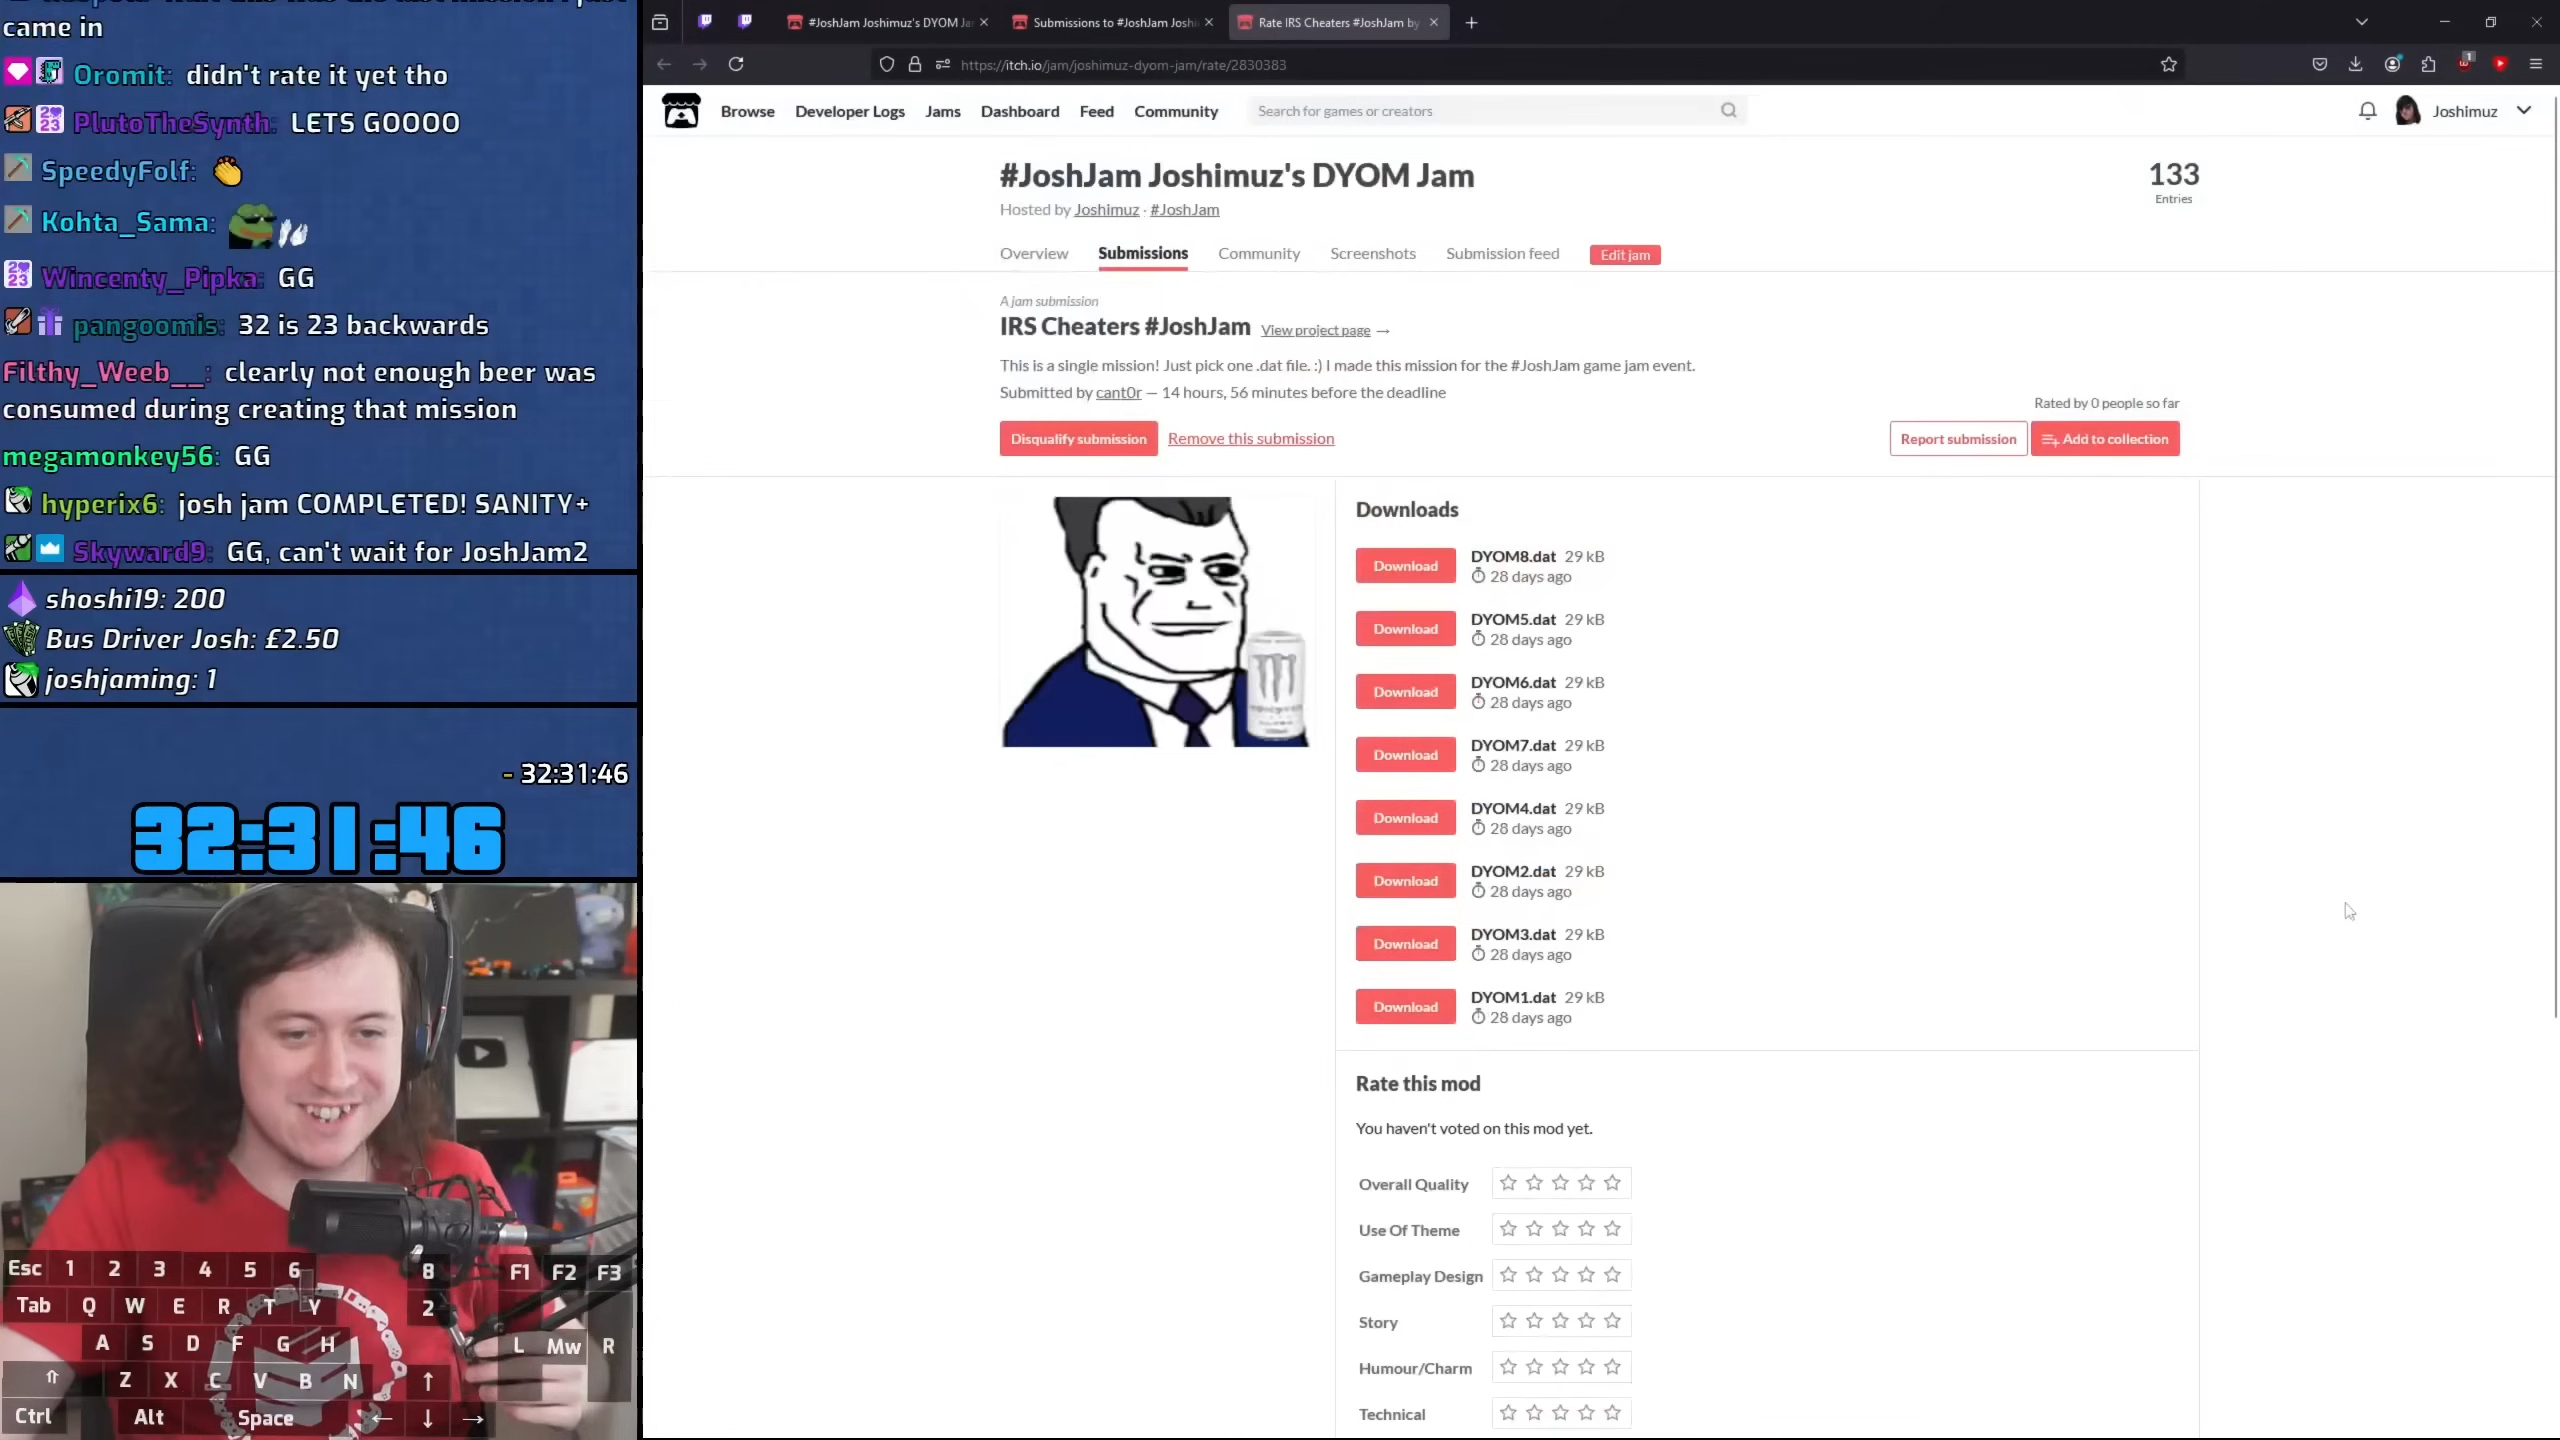 came in
Oromit: didn't rate it yet tho
PlutoTheSynth: LETS GOOOO
SpeedyFolf:
Kohta_Sama:
Wincenty_Pipka: GG
pangoomis: 32 is 23 backwards
Filthy_Weeb__: clearly not enough beer was
consumed during creating that mission
megamonkey56: GG
hyperix6: josh jam COMPLETED! SANITY+
Skyward9: GG, can't wait for JoshJam2
shoshi19: 200
Bus Driver Josh: £2.50
joshjaming: 1
- 32:31:46
32:31:46
Esc 1 2 3 4 5 6 8 F1 F2 F3
Tab Q W E R T Y 2
A S D F G H L Mw R
⇧ Z X C V B N ↑
Ctrl Alt Space ← ↓ →
#JoshJam Joshimuz's DYOM Ja
Submissions to #JoshJam Joshi
Rate IRS Cheaters #JoshJam by
https://itch.io/jam/joshimuz-dyom-jam/rate/2830383
Browse Developer Logs Jams Dashboard Feed Community Search for games or creators Joshimuz
#JoshJam Joshimuz's DYOM Jam
133
Entries
Hosted by Joshimuz · #JoshJam
Overview Submissions Community Screenshots Submission feed Edit jam
A jam submission
IRS Cheaters #JoshJam View project page →
This is a single mission! Just pick one .dat file. :) I made this mission for the #JoshJam game jam event.
Submitted by cant0r — 14 hours, 56 minutes before the deadline
Rated by 0 people so far
Disqualify submission Remove this submission Report submission Add to collection
Downloads
Download DYOM8.dat 29 kB
28 days ago
Download DYOM5.dat 29 kB
28 days ago
Download DYOM6.dat 29 kB
28 days ago
Download DYOM7.dat 29 kB
28 days ago
Download DYOM4.dat 29 kB
28 days ago
Download DYOM2.dat 29 kB
28 days ago
Download DYOM3.dat 29 kB
28 days ago
Download DYOM1.dat 29 kB
28 days ago
Rate this mod
You haven't voted on this mod yet.
Overall Quality
Use Of Theme
Gameplay Design
Story
Humour/Charm
Technical